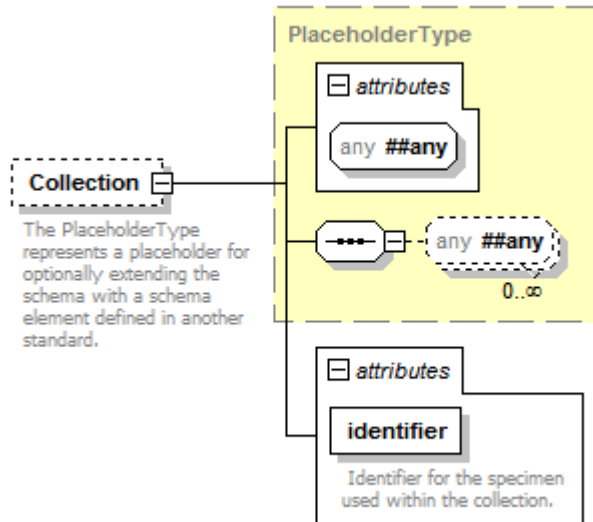 PlaceholderType
attributes
any ##any
Collection
The PlaceholderType
represents a placeholder for
optionally extending the
schema with a schema
element defined in another
standard.
any ##any
0..∞
attributes
identifier
Identifier for the specimen
used within the collection.